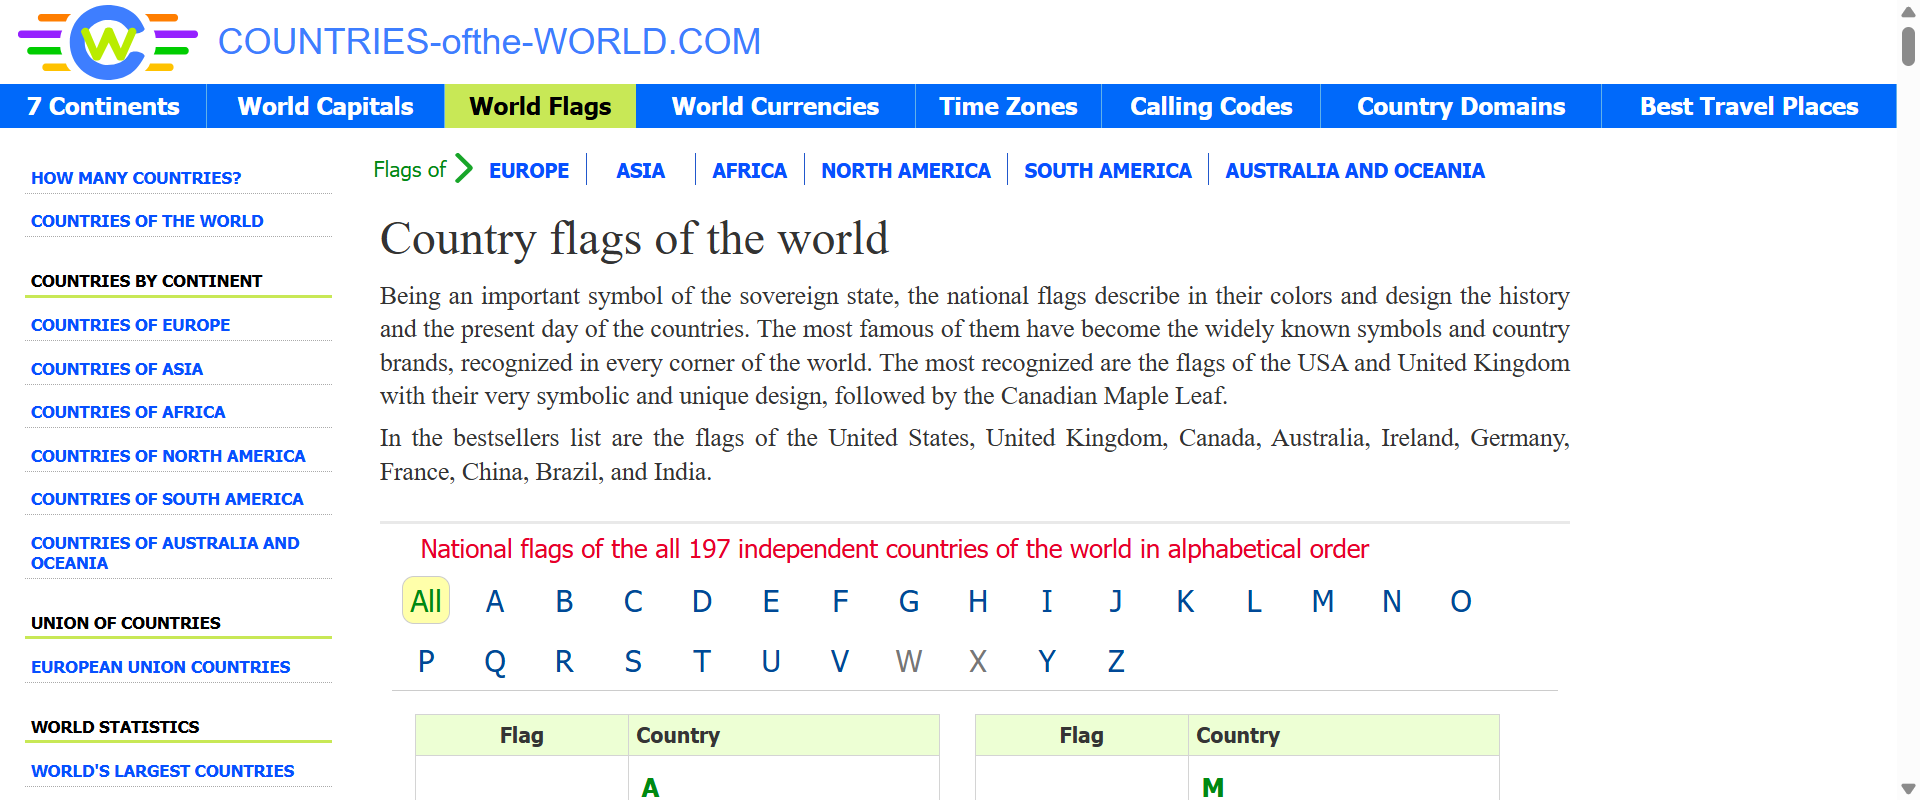 CW
COUNTRIES-ofthe-WORLD.COM
7 Continents
World Capitals
World Flags
World Currencies
Time Zones
Calling Codes
Country Domains
Best Travel Places
HOW MANY COUNTRIES?
COUNTRIES OF THE WORLD
COUNTRIES BY CONTINENT
COUNTRIES OF EUROPE
COUNTRIES OF ASIA
COUNTRIES OF AFRICA
COUNTRIES OF NORTH AMERICA
COUNTRIES OF SOUTH AMERICA
COUNTRIES OF AUSTRALIA AND
OCEANIA
UNION OF COUNTRIES
EUROPEAN UNION COUNTRIES
WORLD STATISTICS
WORLD'S LARGEST COUNTRIES
Flags of
EUROPE
ASIA
AFRICA
NORTH AMERICA
SOUTH AMERICA
AUSTRALIA AND OCEANIA
Country flags of the world
Being an important symbol of the sovereign state, the national flags describe in their colors and design the history
and the present day of the countries. The most famous of them have become the widely known symbols and country
brands, recognized in every corner of the world. The most recognized are the flags of the USA and United Kingdom
with their very symbolic and unique design, followed by the Canadian Maple Leaf.
In the bestsellers list are the flags of the United States, United Kingdom, Canada, Australia, Ireland, Germany,
France, China, Brazil, and India.
National flags of the all 197 independent countries of the world in alphabetical order
All A B C D E F G H I J K L M N O
P Q R S T U V W X Y Z
Flag Country
A
Flag Country
M